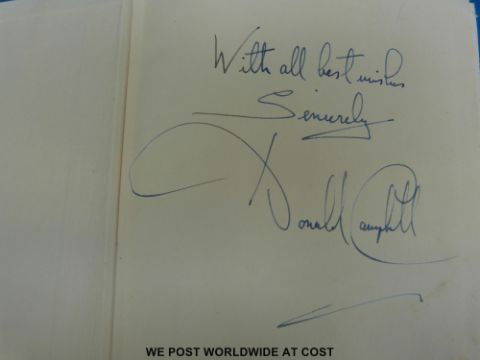 With all best wishes
Sincerely
Donald Campbell
WE POST WORLDWIDE AT COST